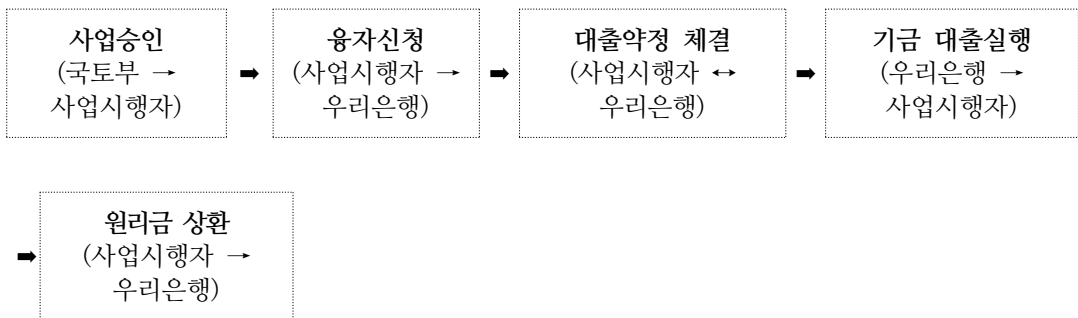 사업승인
(국토부 →
사업시행자)
➡
융자신청
(사업시행자 →
우리은행)
➡
대출약정 체결
(사업시행자 ↔
우리은행)
➡
기금 대출실행
(우리은행 →
사업시행자)
➡
원리금 상환
(사업시행자 →
우리은행)